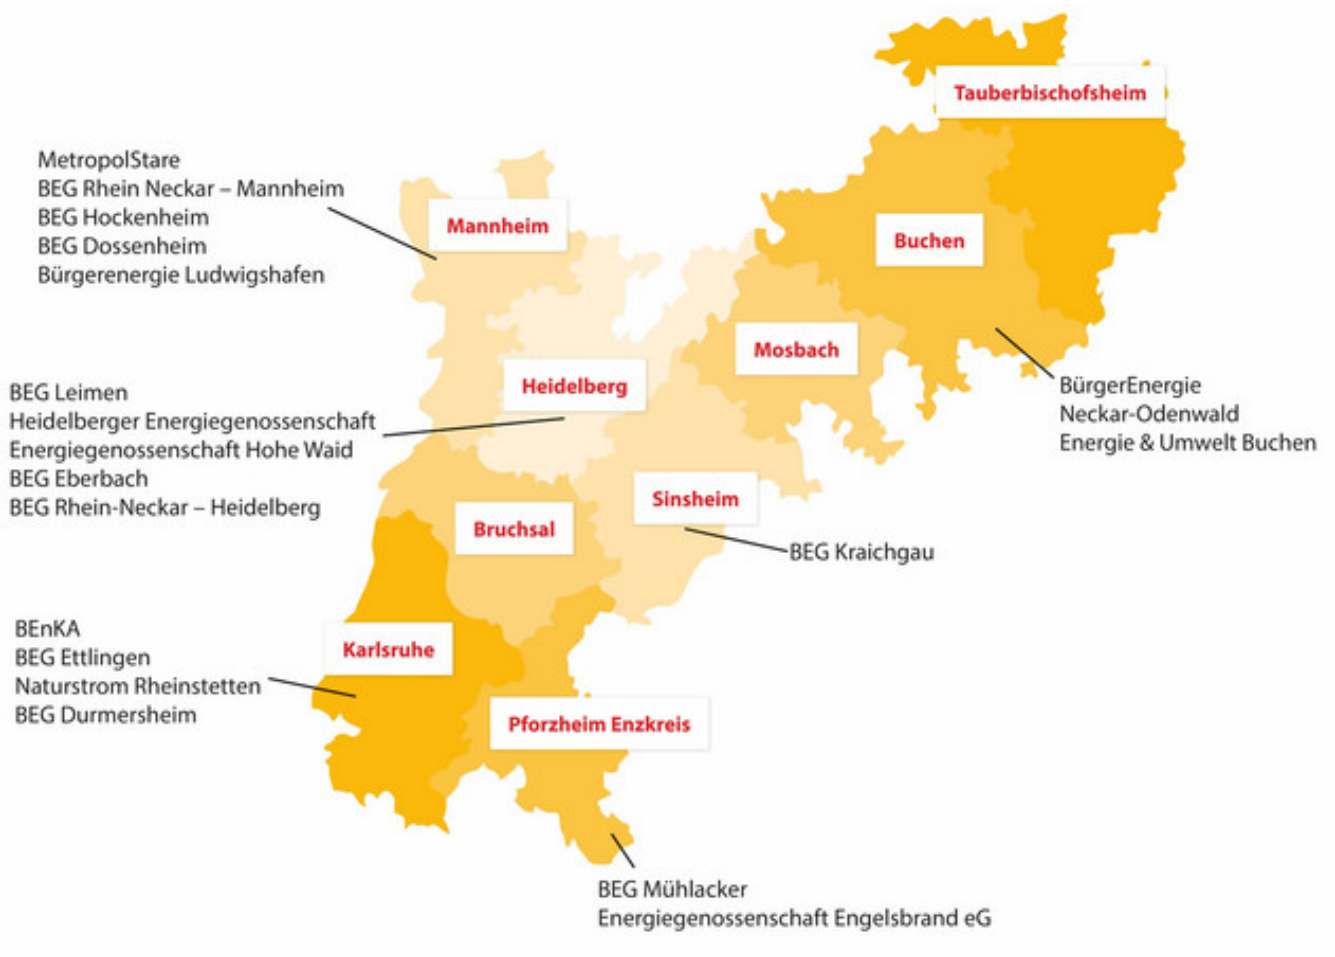 Tauberbischofsheim
MetropolStare
BEG Rhein Neckar – Mannheim
BEG Hockenheim
BEG Dossenheim
Bürgerenergie Ludwigshafen
Mannheim
Buchen
Mosbach
Heidelberg
BEG Leimen
Heidelberger Energiegenossenschaft
Energiegenossenschaft Hohe Waid
BEG Eberbach
BEG Rhein-Neckar – Heidelberg
BürgerEnergie
Neckar-Odenwald
Energie & Umwelt Buchen
Sinsheim
Bruchsal
BEG Kraichgau
BEnKA
BEG Ettlingen
Naturstrom Rheinstetten
BEG Durmersheim
Karlsruhe
Pforzheim Enzkreis
BEG Mühlacker
Energiegenossenschaft Engelsbrand eG